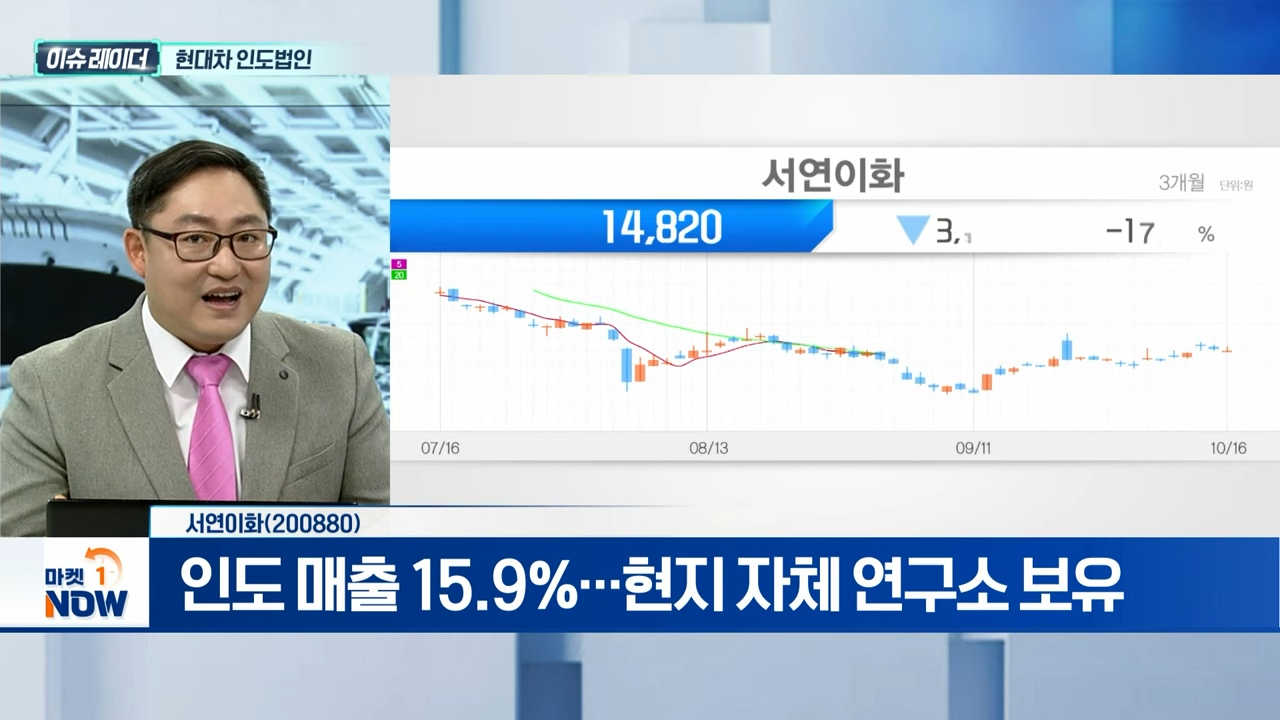 이슈레이더 현대차 인도법인
서연이화
3개월 단위:원
14,820 ▼3, -17 %
5
20
07/16 08/13 09/11 10/16
서연이화(200880)
마켓 1
NOW
인도 매출 15.9%…현지 자체 연구소 보유